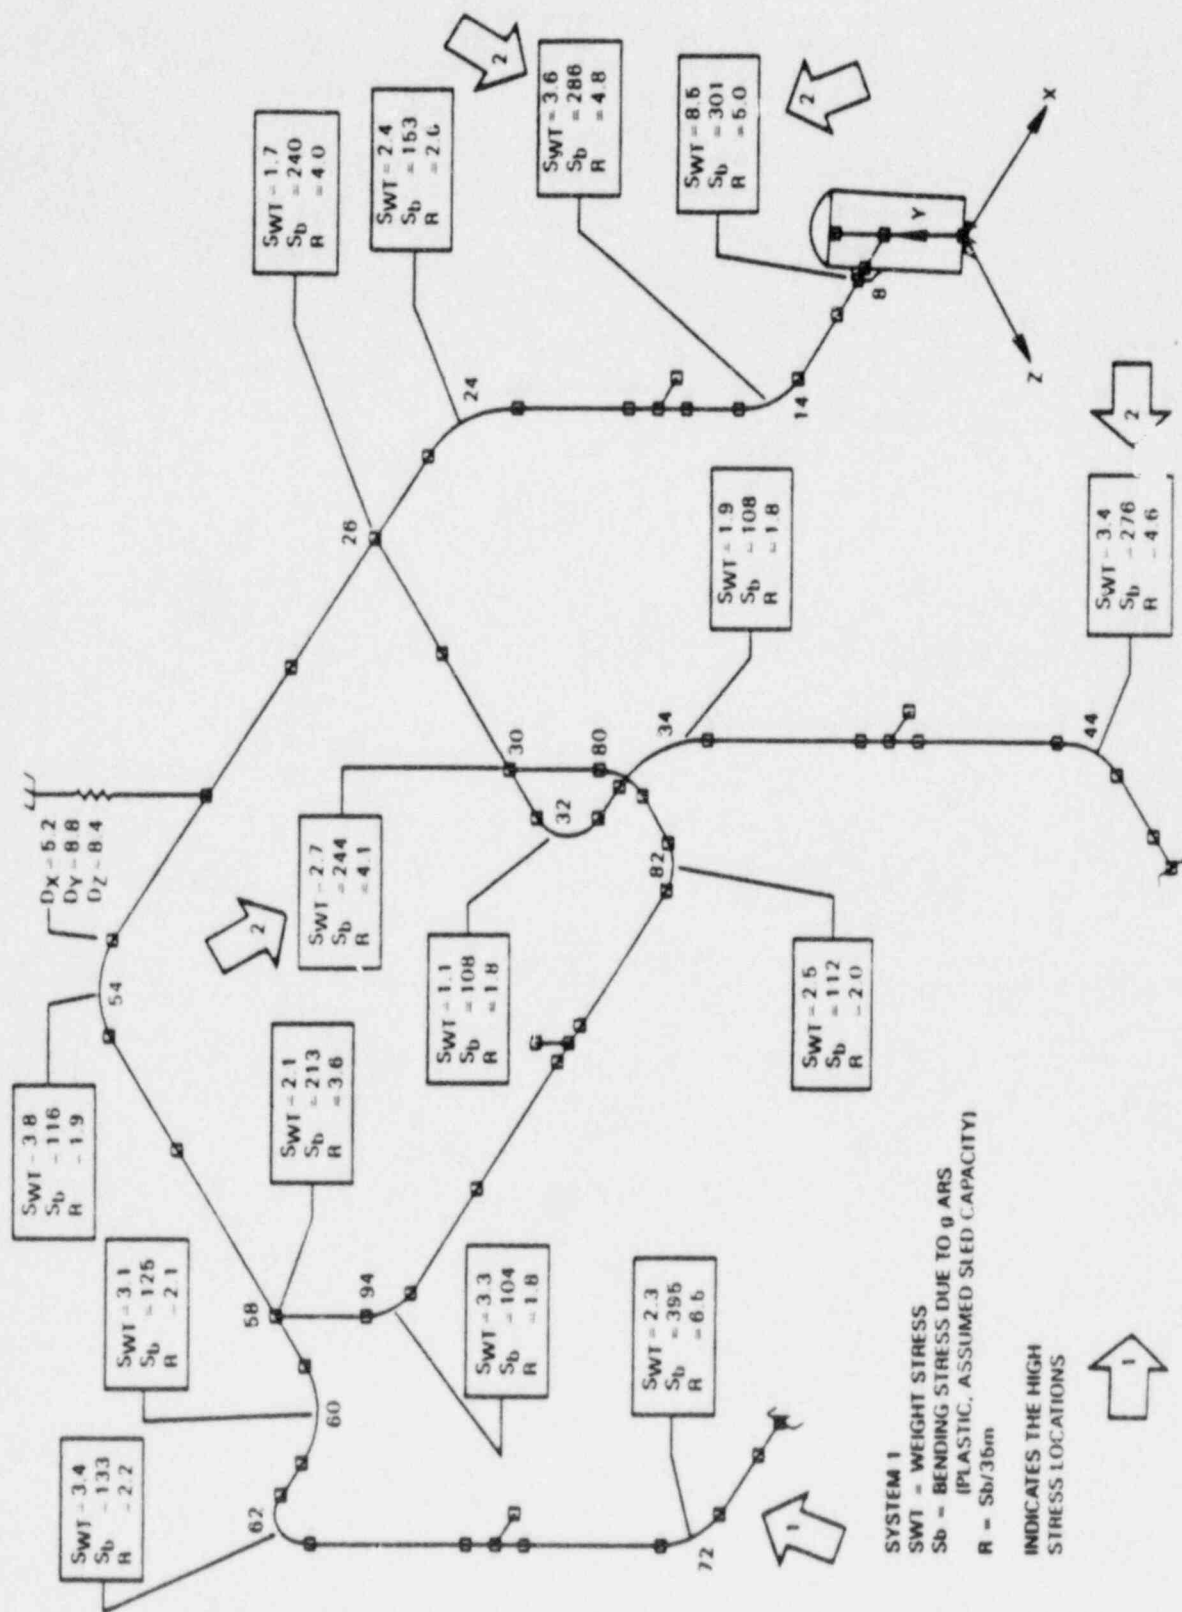 SWT - 3.4
Sb - 133
R - 2.2
62
SWT - 3.1
Sb - 125
R - 2.1
60
SWT - 3.8
Sb - 116
R - 1.9
54
DX - 5.2
DY - 8.8
DZ - 8.4
SWT - 1.7
Sb - 240
R = 4.0
26
SWT - 2.4
Sb - 153
R = 2.6
24
2
SWT = 3.6
Sb = 286
R = 4.8
14
SWT = 8.5
Sb = 301
R = 5.0
2
8
Y
X
Z
58
SWT - 2.1
Sb - 213
R = 3.6
2
SWT - 2.7
Sb = 244
R = 4.1
30
80
32
SWT - 1.1
Sb = 108
R = 1.8
34
SWT - 1.9
Sb - 108
R - 1.8
82
SWT - 2.5
Sb - 112
R - 2.0
94
SWT - 3.3
Sb - 104
R - 1.8
2
SWT - 3.4
Sb - 276
R - 4.6
44
SWT - 2.3
Sb = 395
R = 6.5
72
1
SYSTEM 1
SWT - WEIGHT STRESS
Sb = BENDING STRESS DUE TO g ARS
(PLASTIC, ASSUMED SLED CAPACITY)
R - Sb/3Sm
INDICATES THE HIGH
STRESS LOCATIONS
1